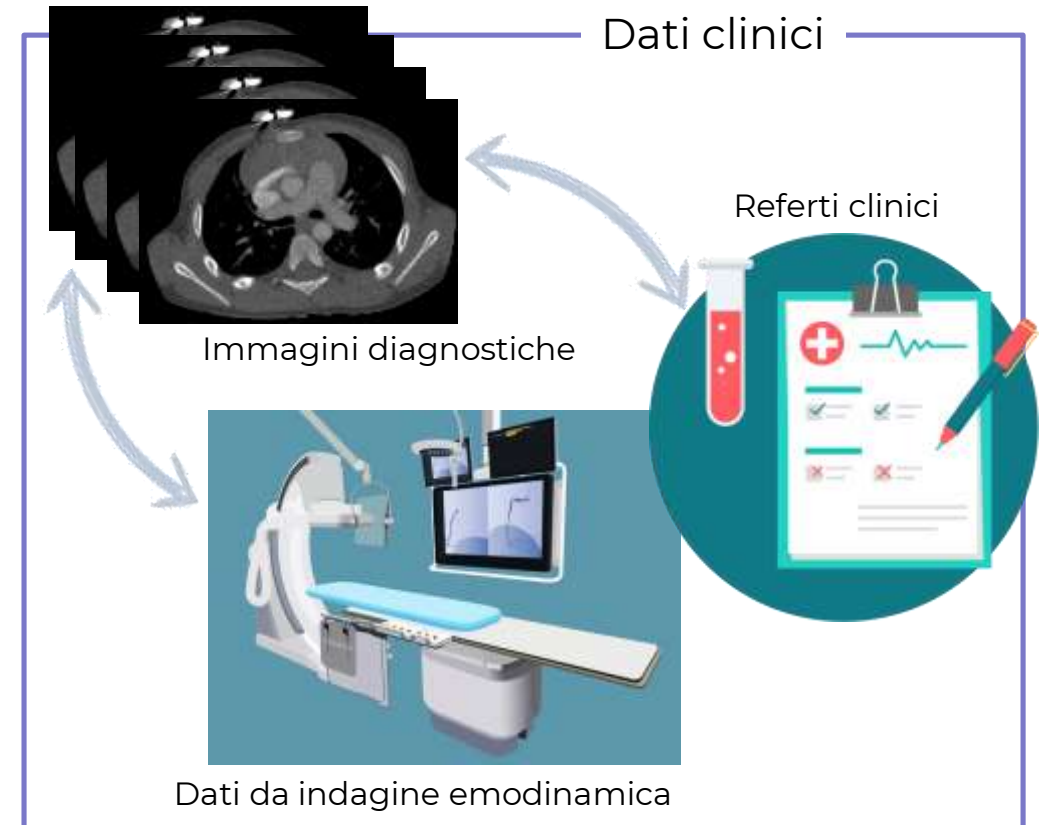 Dati clinici
Referti clinici
Immagini diagnostiche
Dati da indagine emodinamica